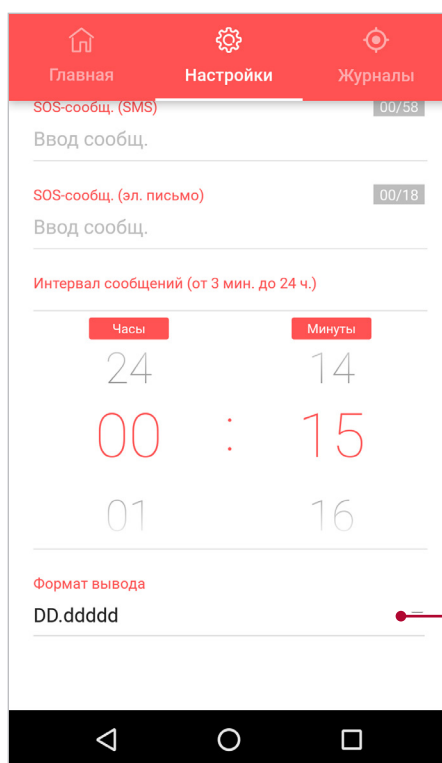 Главная Настройки Журналы
SOS-сообщ. (SMS) 00/58
Ввод сообщ.
SOS-сообщ. (эл. письмо) 00/18
Ввод сообщ.
Интервал сообщений (от 3 мин. до 24 ч.)
Часы Минуты
24 14
00 : 15
01 16
Формат вывода
DD.ddddd